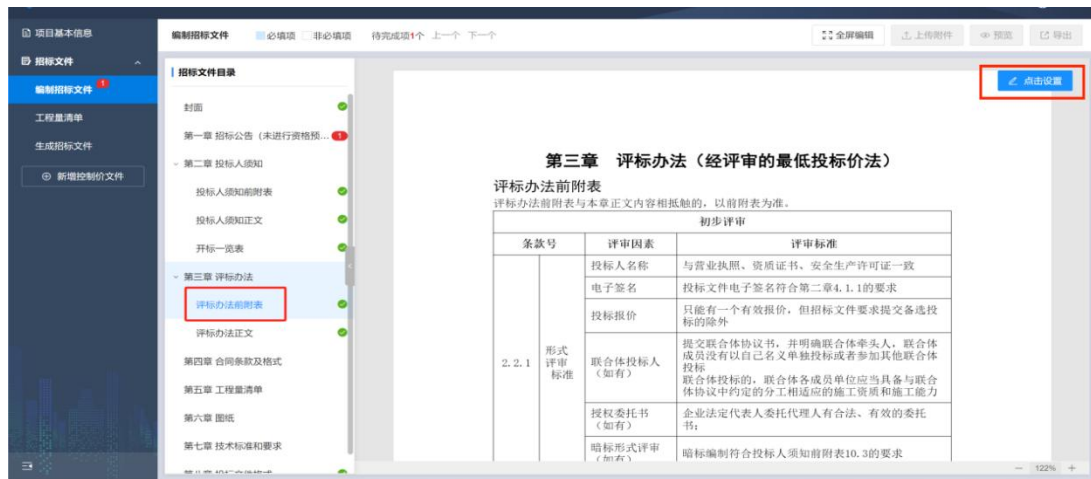 项目基本信息
招标文件
编制招标文件 1
工程量清单
生成招标文件
新增控制价文件
编制招标文件 必填项 非必填项 待完成项1个 上一个 下一个
全屏编辑 上传附件 预览 导出
招标文件目录
封面
第一章 招标公告（未进行资格预... 1
第二章 投标人须知
投标人须知前附表
投标人须知正文
开标一览表
第三章 评标办法
评标办法前附表
评标办法正文
第四章 合同条款及格式
第五章 工程量清单
第六章 图纸
第七章 技术标准和要求
点击设置
第三章 评标办法（经评审的最低投标价法）
评标办法前附表
评标办法前附表与本章正文内容相抵触的，以前附表为准。
初步评审
条款号 评审因素 评审标准
2.2.1
形式
评审
标准
投标人名称 与营业执照、资质证书、安全生产许可证一致
电子签名 投标文件电子签名符合第二章4.1.1的要求
投标报价
只能有一个有效报价，但招标文件要求提交备选投
标的除外
联合体投标人
（如有）
提交联合体协议书，并明确联合体牵头人，联合体
成员没有以自己名义单独投标或者参加其他联合体
投标
联合体投标的，联合体各成员单位应当具备与联合
体协议中约定的分工相适应的施工资质和施工能力
授权委托书
（如有）
企业法定代表人委托代理人有合法、有效的委托
书；
暗标形式评审
（如有）
暗标编制符合投标人须知前附表10.3的要求
122%